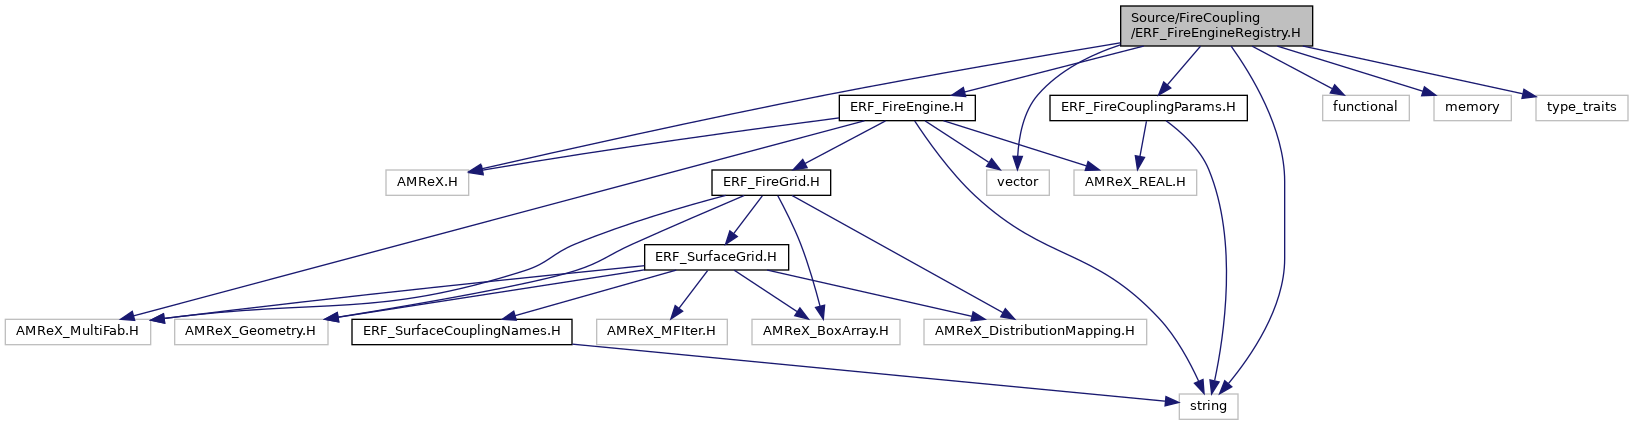 Source/FireCoupling
/ERF_FireEngineRegistry.H
ERF_FireEngine.H
ERF_FireCouplingParams.H
functional
memory
type_traits
AMReX.H
ERF_FireGrid.H
vector
AMReX_REAL.H
ERF_SurfaceGrid.H
AMReX_MultiFab.H
AMReX_Geometry.H
ERF_SurfaceCouplingNames.H
AMReX_MFIter.H
AMReX_BoxArray.H
AMReX_DistributionMapping.H
string